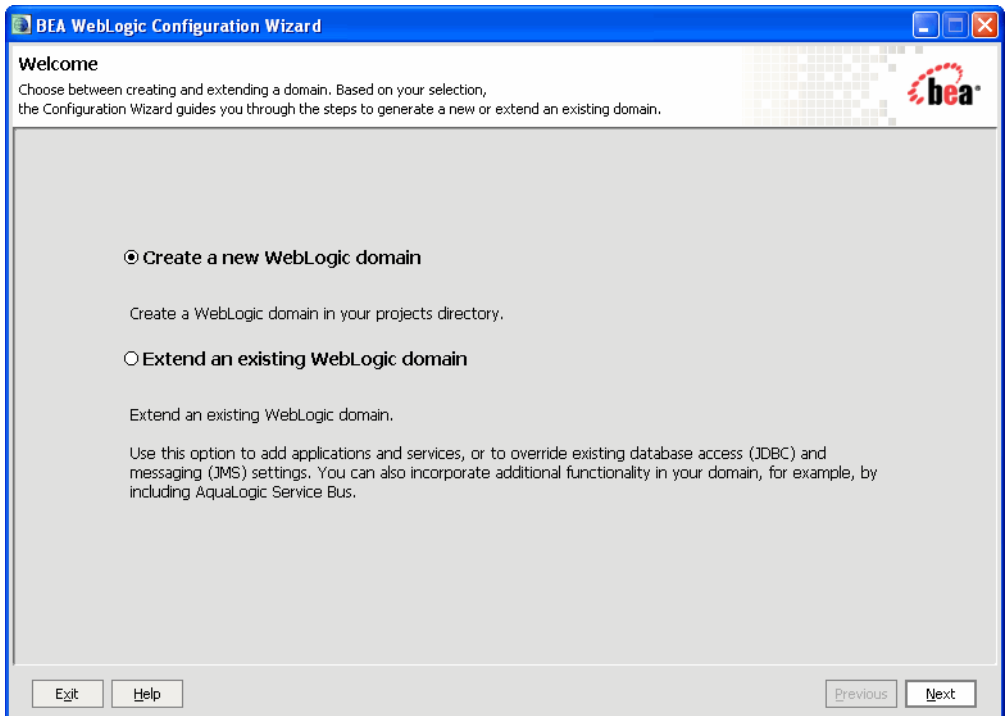 BEA WebLogic Configuration Wizard
Welcome
Choose between creating and extending a domain. Based on your selection,
the Configuration Wizard guides you through the steps to generate a new or extend an existing domain.
bea
Create a new WebLogic domain
Create a WebLogic domain in your projects directory.
Extend an existing WebLogic domain
Extend an existing WebLogic domain.
Use this option to add applications and services, or to override existing database access (JDBC) and
messaging (JMS) settings. You can also incorporate additional functionality in your domain, for example, by
including AquaLogic Service Bus.
Exit Help Previous Next